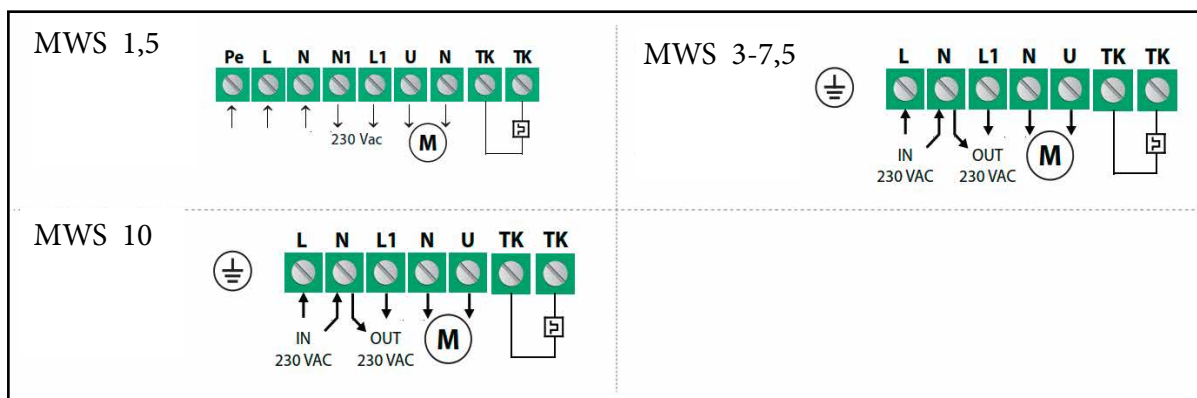 MWS 1,5
Pe L N N1 L1 U N TK TK
230 Vac
M
MWS 3-7,5
L N L1 N U TK TK
IN OUT
230 VAC 230 VAC
M
MWS 10
L N L1 N U TK TK
IN OUT
230 VAC 230 VAC
M